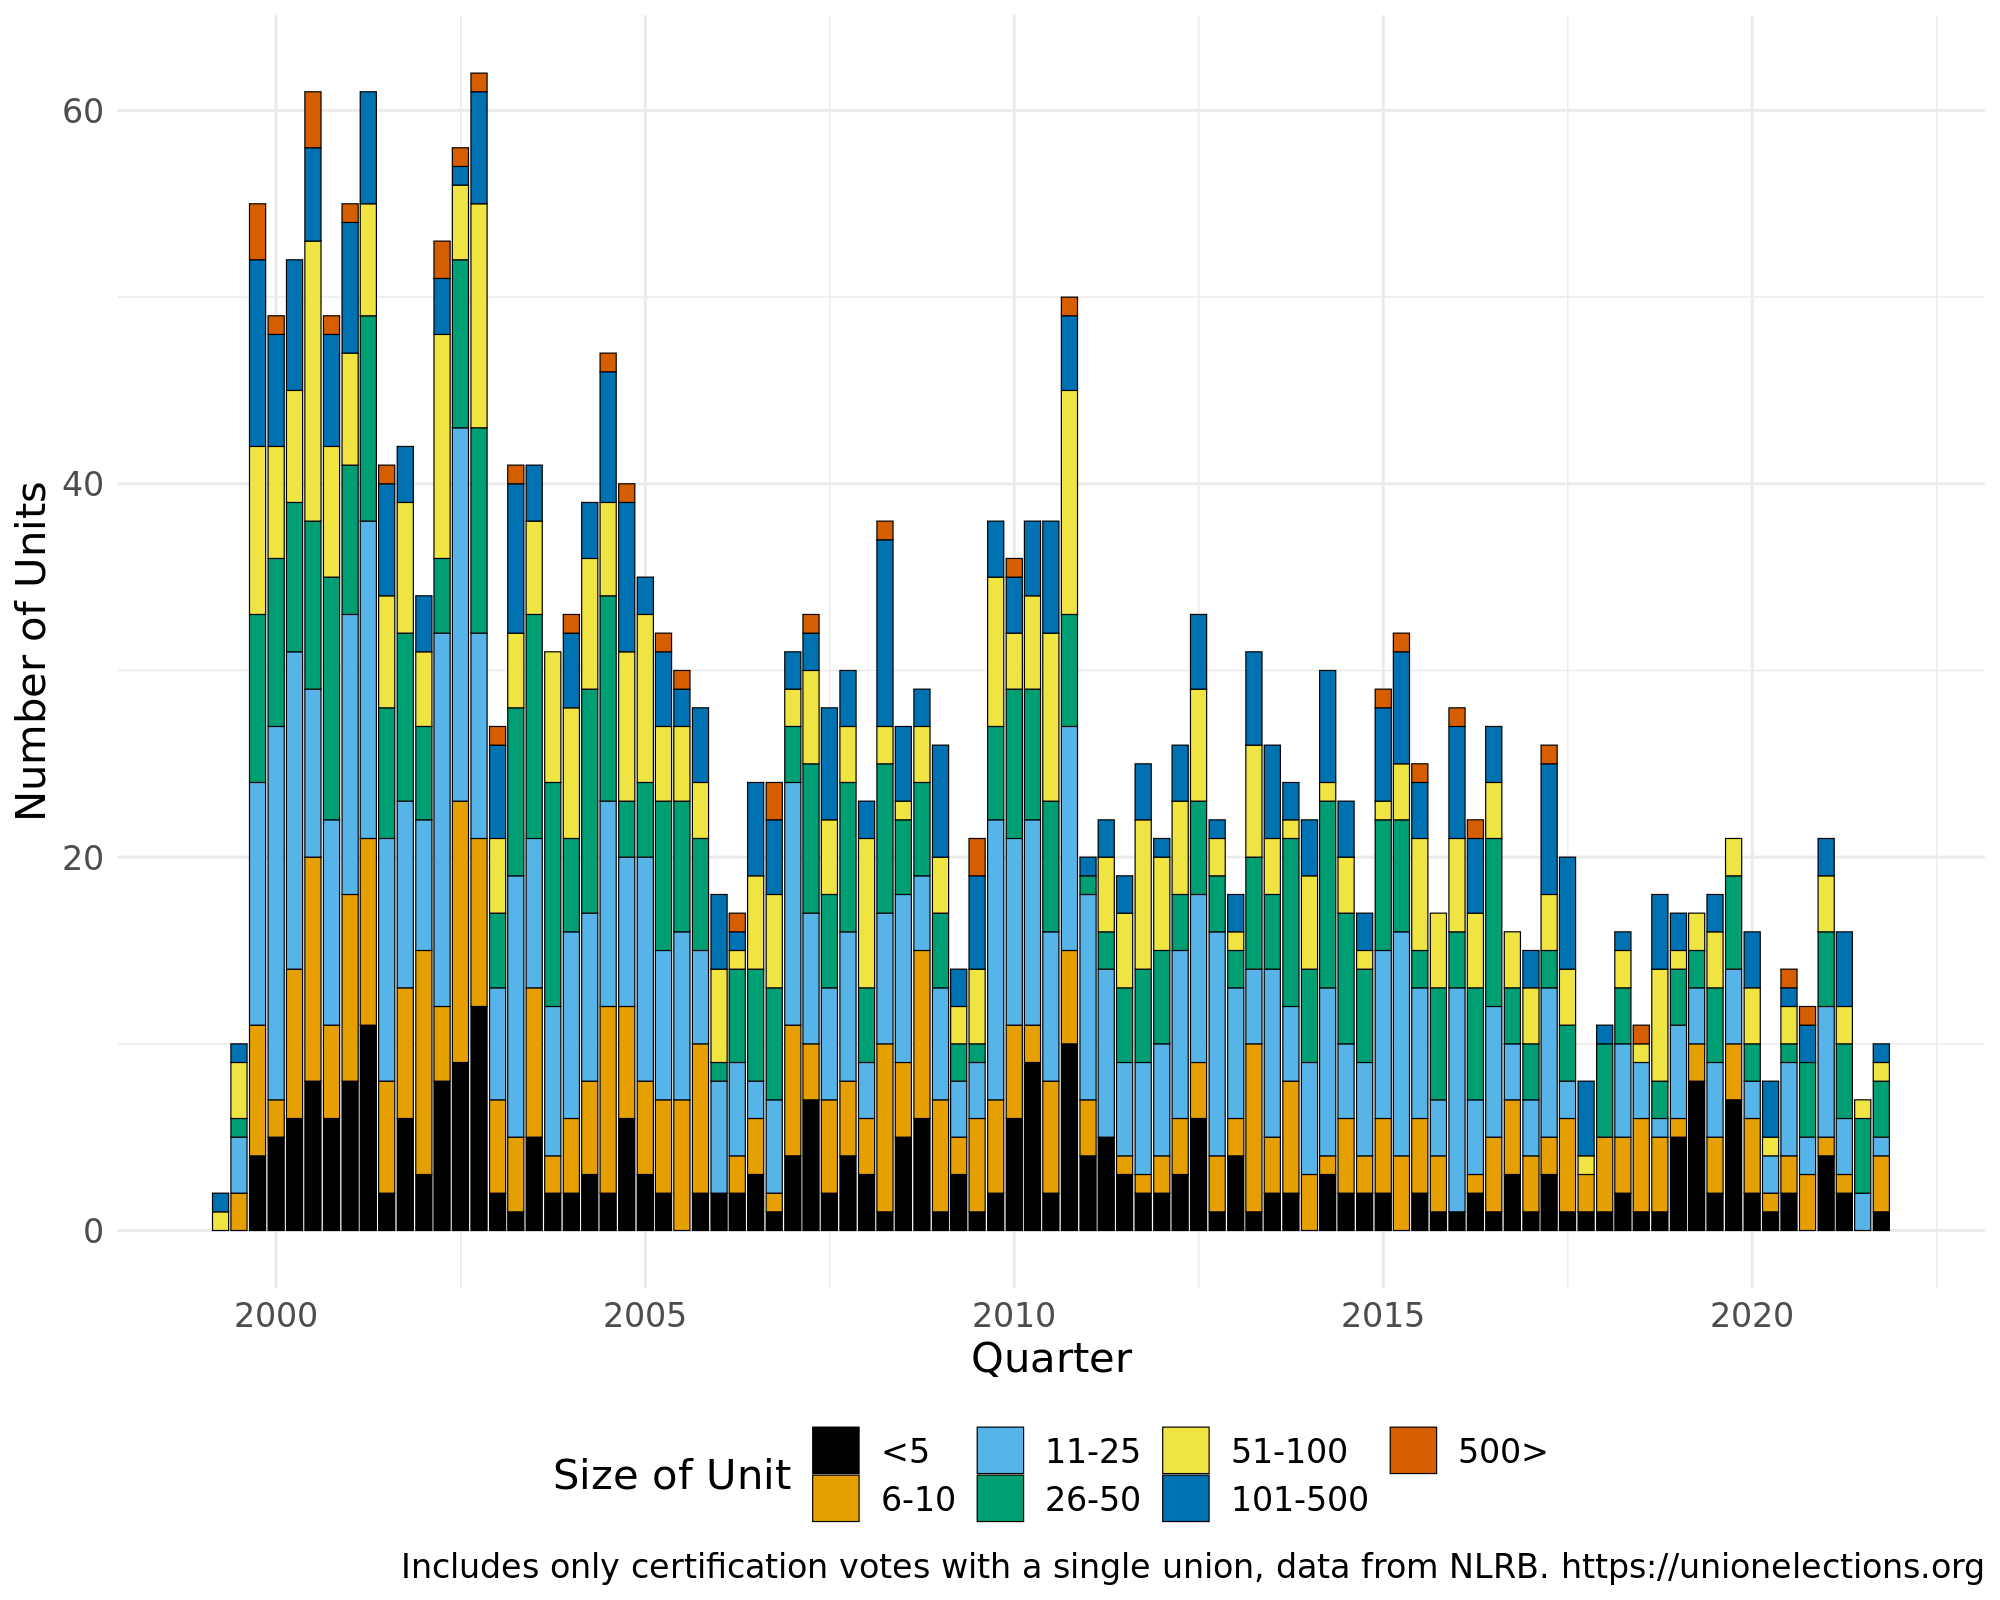 60
40
20
0
Number of Units
2000 2005 2010 2015 2020
Quarter
Size of Unit
<5 11-25 51-100 500>
6-10 26-50 101-500
Includes only certification votes with a single union, data from NLRB. https://unionelections.org